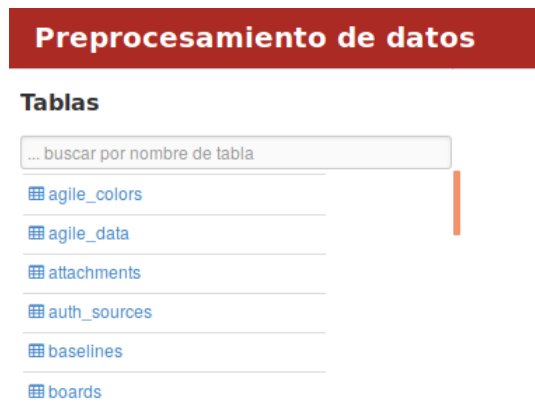 Preprocesamiento de datos
Tablas
... buscar por nombre de tabla
agile_colors
agile_data
attachments
auth_sources
baselines
boards